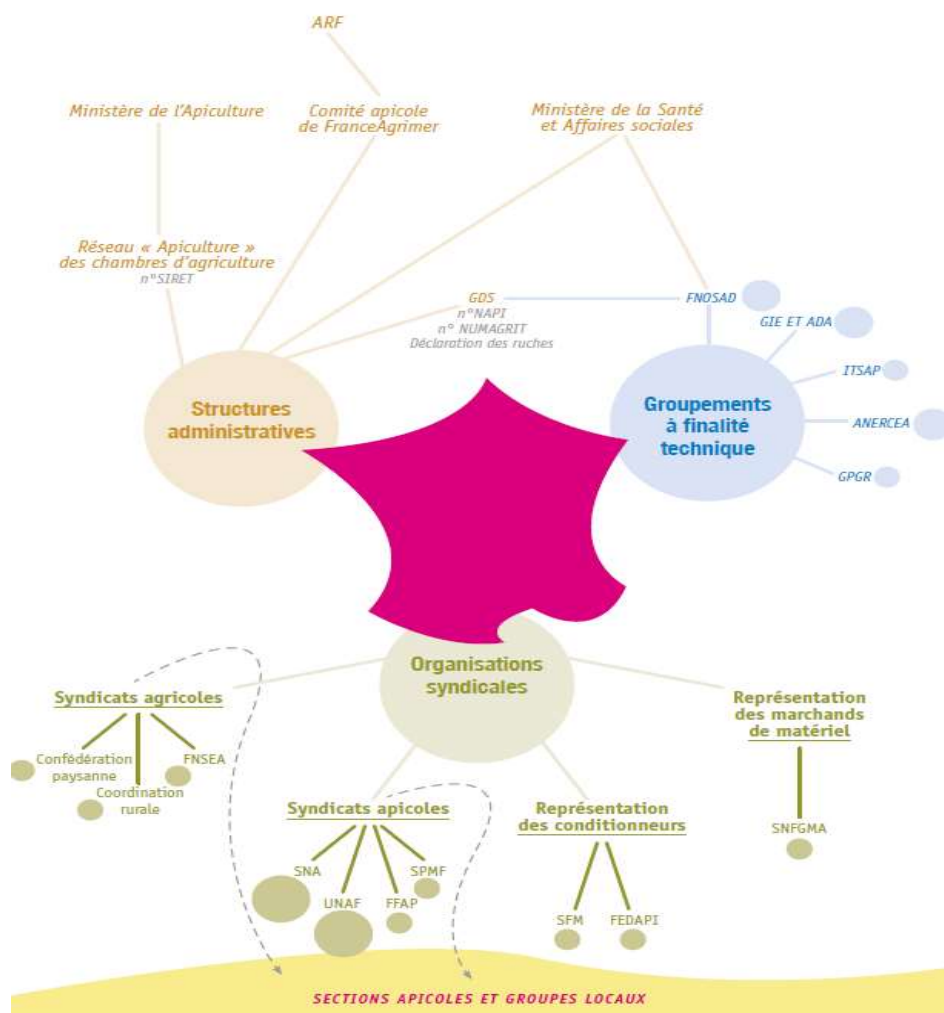 ARF
Ministère de l'Apiculture
Comité apicole
de FranceAgrimer
Ministère de la Santé
et Affaires sociales
Réseau « Apiculture »
des chambres d'agriculture
n°SIRET
GDS
n°NAPI
n° NUMAGRIT
Déclaration des ruches
FNOSAD
GIE ET ADA
ITSAP
ANERCEA
GPGR
Structures
administratives
Groupements
à finalité
technique
Organisations
syndicales
Syndicats agricoles
Confédération
paysanne
Coordination
rurale
FNSEA
Syndicats apicoles
SNA
UNAF
FFAP
SPMF
Représentation
des conditionneurs
SFM
FEDAPI
Représentation
des marchands
de matériel
SNFGMA
SECTIONS APICOLES ET GROUPES LOCAUX